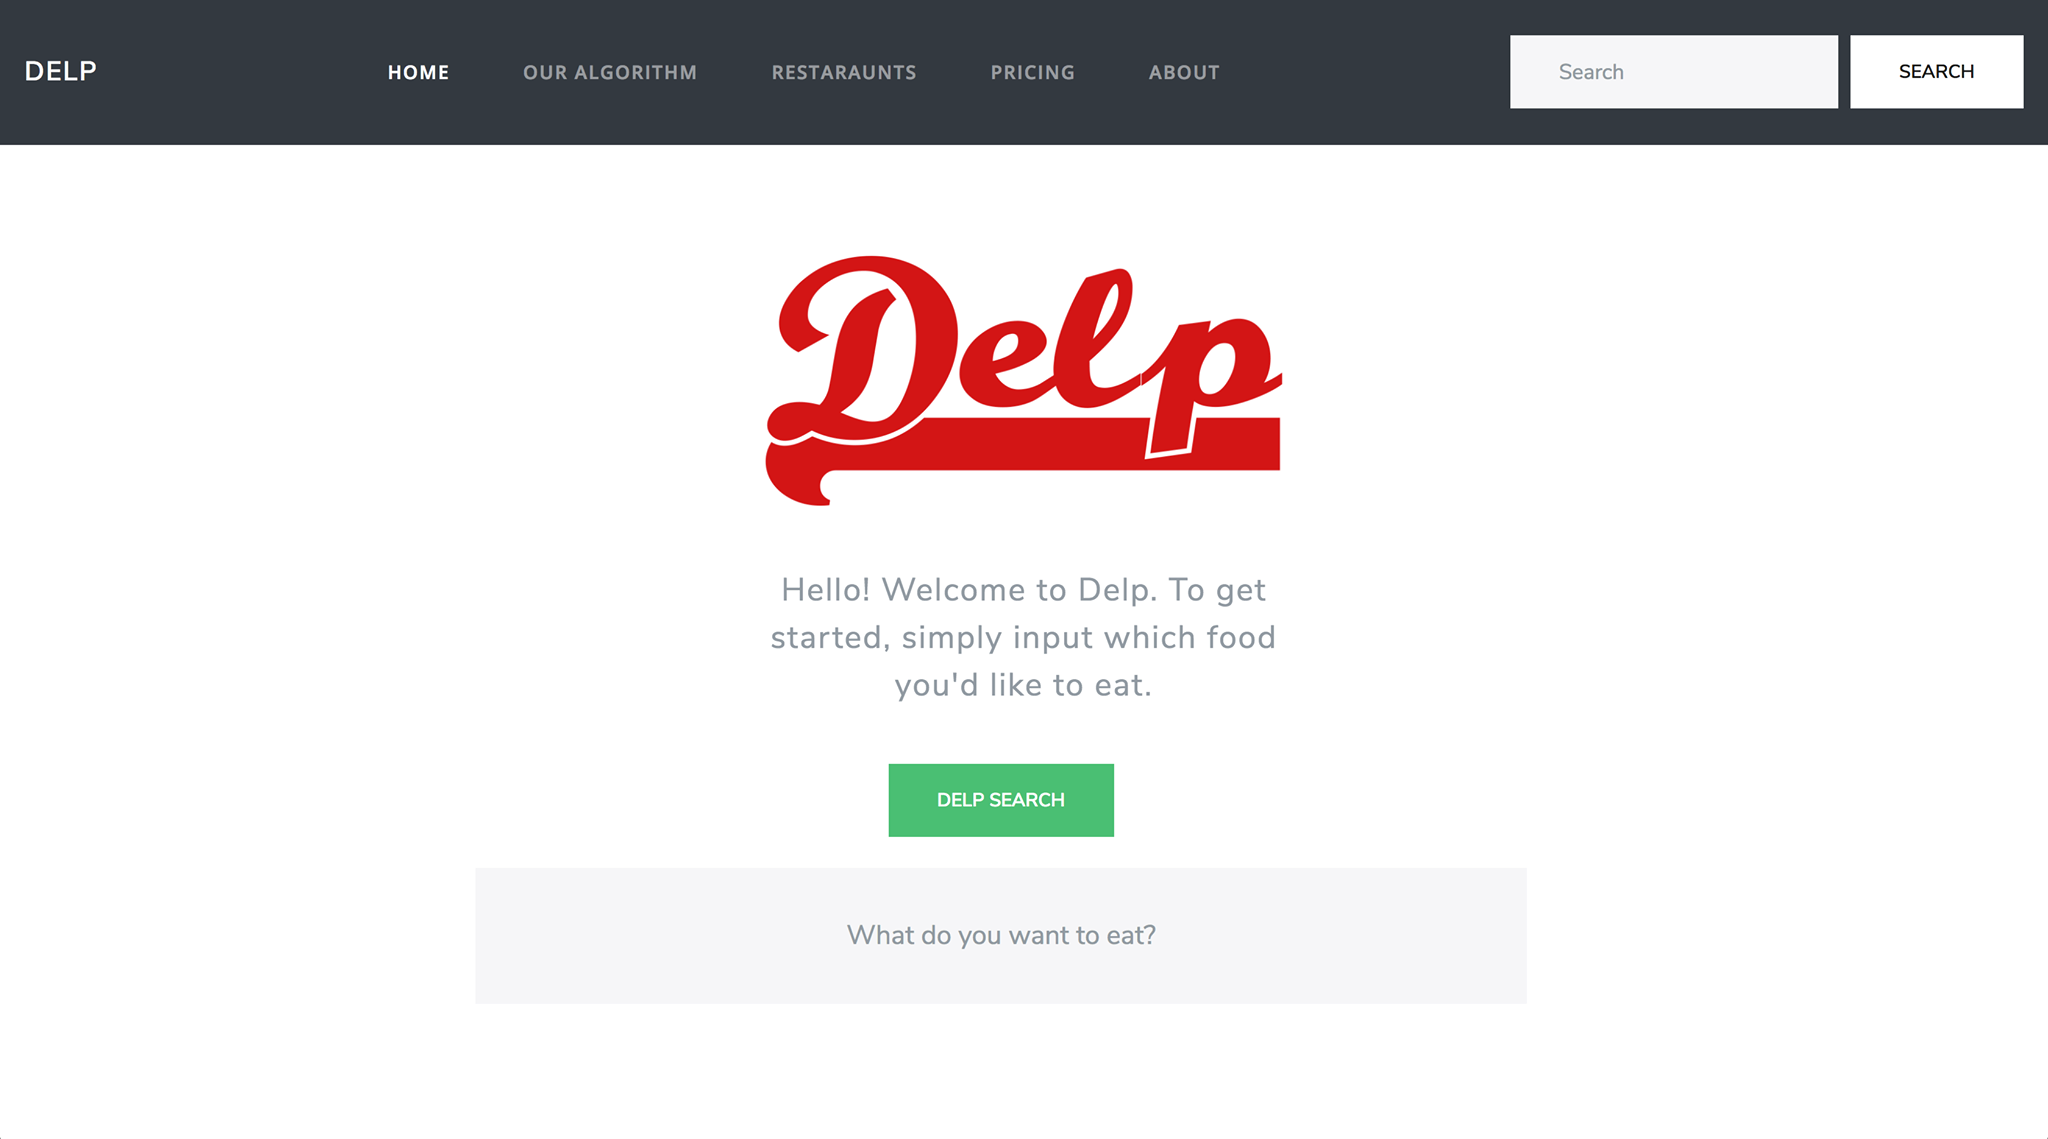 DELP HOME OUR ALGORITHM RESTARAUNTS PRICING ABOUT Search SEARCH
Delp
Hello! Welcome to Delp. To get
started, simply input which food
you'd like to eat.
DELP SEARCH
What do you want to eat?